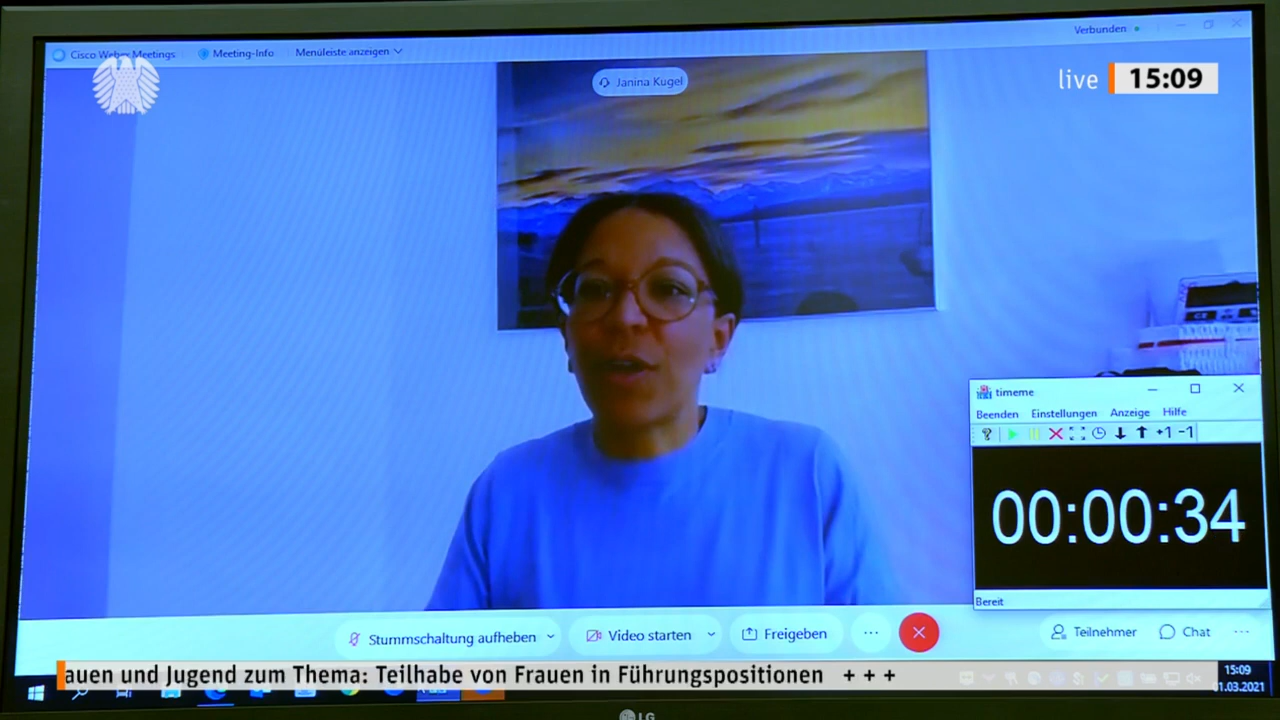 Cisco Webex Meetings
Meeting-Info
Menüleiste anzeigen
Verbunden
Janina Kugel
live 15:09
timeme
Beenden Einstellungen Anzeige Hilfe
+1 -1
00:00:34
Bereit
Stummschaltung aufheben
Video starten
Freigeben
Teilnehmer
Chat
auen und Jugend zum Thema: Teilhabe von Frauen in Führungspositionen +++
15:09
01.03.2021
LG